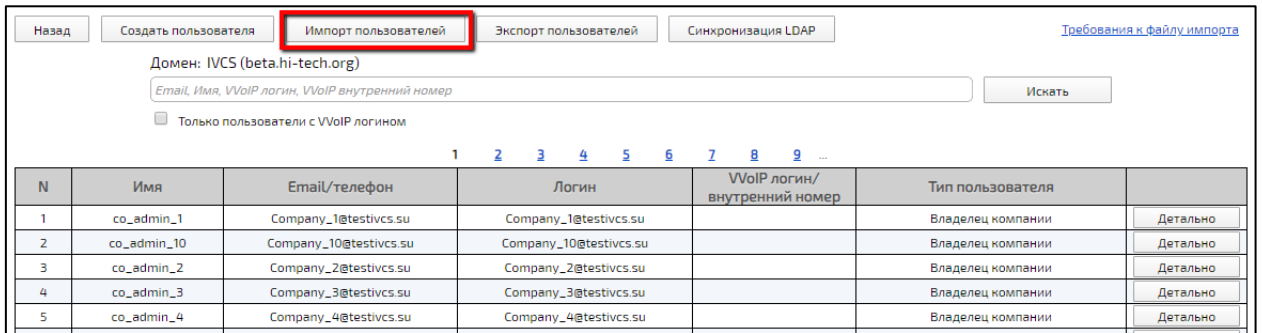 Назад Создать пользователя Импорт пользователей Экспорт пользователей Синхронизация LDAP Требования к файлу импорта
Домен: IVCS (beta.hi-tech.org)
Email, Имя, VVoIP логин, VVoIP внутренний номер Искать
Только пользователи с VVoIP логином
1 2 3 4 5 6 7 8 9 ...
N Имя Email/телефон Логин VVoIP логин/ Тип пользователя
внутренний номер
1 co_admin_1 Company_1@testivcs.su Company_1@testivcs.su Владелец компании Детально
2 co_admin_10 Company_10@testivcs.su Company_10@testivcs.su Владелец компании Детально
3 co_admin_2 Company_2@testivcs.su Company_2@testivcs.su Владелец компании Детально
4 co_admin_3 Company_3@testivcs.su Company_3@testivcs.su Владелец компании Детально
5 co_admin_4 Company_4@testivcs.su Company_4@testivcs.su Владелец компании Детально